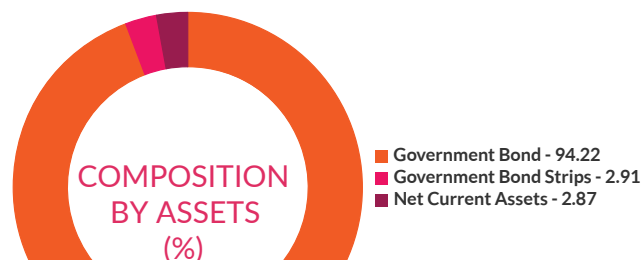 COMPOSITION
BY ASSETS
(%)
Government Bond - 94.22
Government Bond Strips - 2.91
Net Current Assets - 2.87